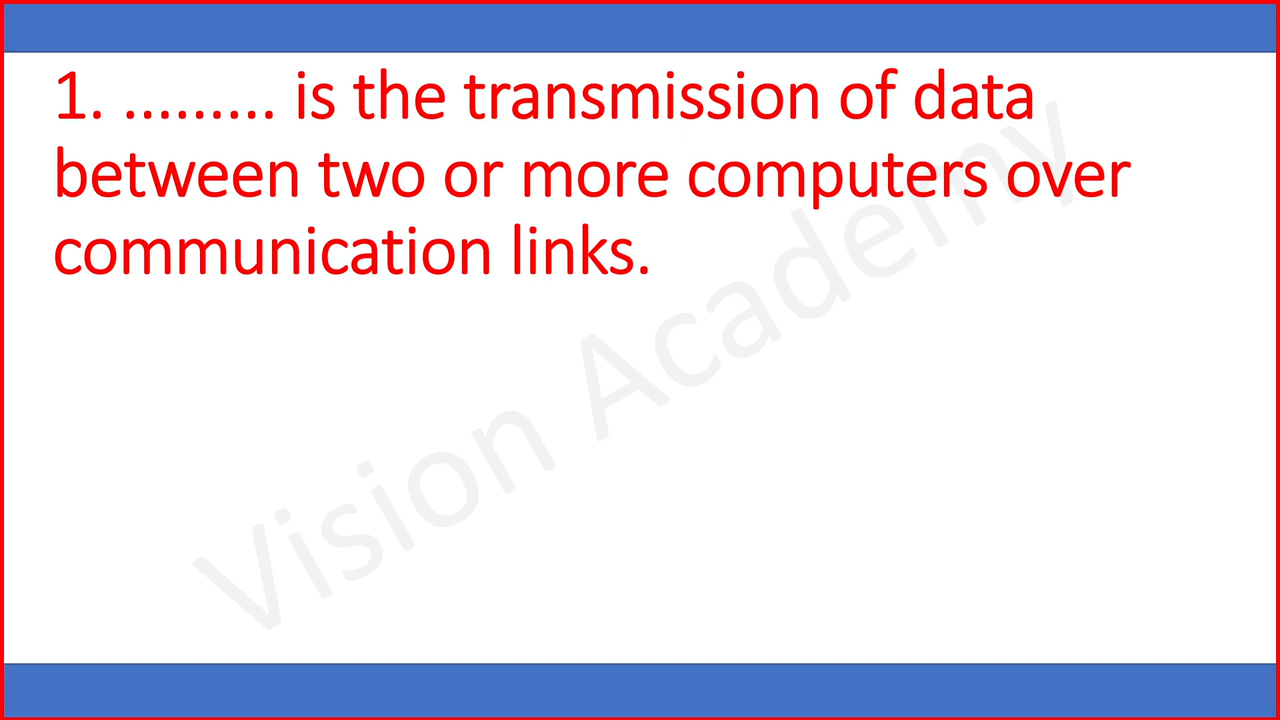 1. ......... is the transmission of data
between two or more computers over
communication links.
Vision Academy